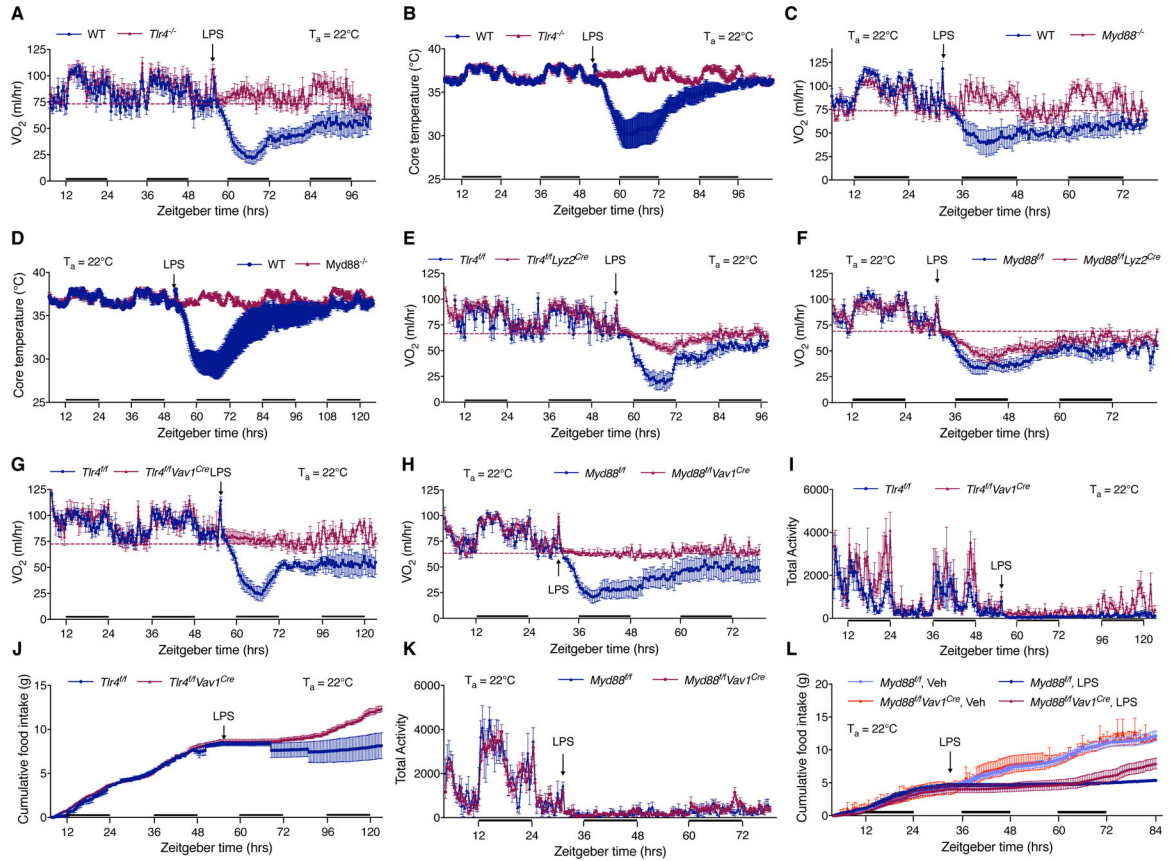 A
WT Tlr4-/- LPS Ta = 22°C
VO2 (ml/hr)
125
100
75
50
25
0
12 24 36 48 60 72 84 96
Zeitgeber time (hrs)
B
WT Tlr4-/- LPS Ta = 22°C
Core temperature (°C)
40
35
30
25
12 24 36 48 60 72 84 96
Zeitgeber time (hrs)
C
LPS WT Myd88-/-
Ta = 22°C
VO2 (ml/hr)
125
100
75
50
25
0
12 24 36 48 60 72
Zeitgeber time (hrs)
D
Ta = 22°C LPS WT Myd88-/-
Core temperature (°C)
40
35
30
25
12 24 36 48 60 72 84 96 108 120
Zeitgeber time (hrs)
E
Tlr4f/f Tlr4f/fLyz2Cre
LPS Ta = 22°C
VO2 (ml/hr)
125
100
75
50
25
0
12 24 36 48 60 72 84 96
Zeitgeber time (hrs)
F
Myd88f/f Myd88f/fLyz2Cre
Ta = 22°C LPS
VO2 (ml/hr)
125
100
75
50
25
0
12 24 36 48 60 72
Zeitgeber time (hrs)
G
Tlr4f/f Tlr4f/fVav1Cre LPS
Ta = 22°C
VO2 (ml/hr)
125
100
75
50
25
0
12 24 36 48 60 72 84 96 120
Zeitgeber time (hrs)
H
Ta = 22°C Myd88f/f Myd88f/fVav1Cre
LPS
VO2 (ml/hr)
125
100
75
50
25
0
12 24 36 48 60 72
Zeitgeber time (hrs)
I
Tlr4f/f Tlr4f/fVav1Cre
Ta = 22°C
LPS
Total Activity
6000
4000
2000
0
12 24 36 48 60 72 96 120
Zeitgeber time (hrs)
J
Tlr4f/f Tlr4f/fVav1Cre
Ta = 22°C
LPS
Cumulative food intake (g)
15
10
5
0
12 24 36 48 60 72 96 120
Zeitgeber time (hrs)
K
Ta = 22°C Myd88f/f Myd88f/fVav1Cre
LPS
Total Activity
6000
4000
2000
0
12 24 36 48 60 72
Zeitgeber time (hrs)
L
Myd88f/f, Veh Myd88f/f, LPS
Myd88f/fVav1Cre, Veh Myd88f/fVav1Cre, LPS
Ta = 22°C LPS
Cumulative food intake (g)
20
15
10
5
0
0 12 24 36 48 60 72 84
Zeitgeber time (hrs)